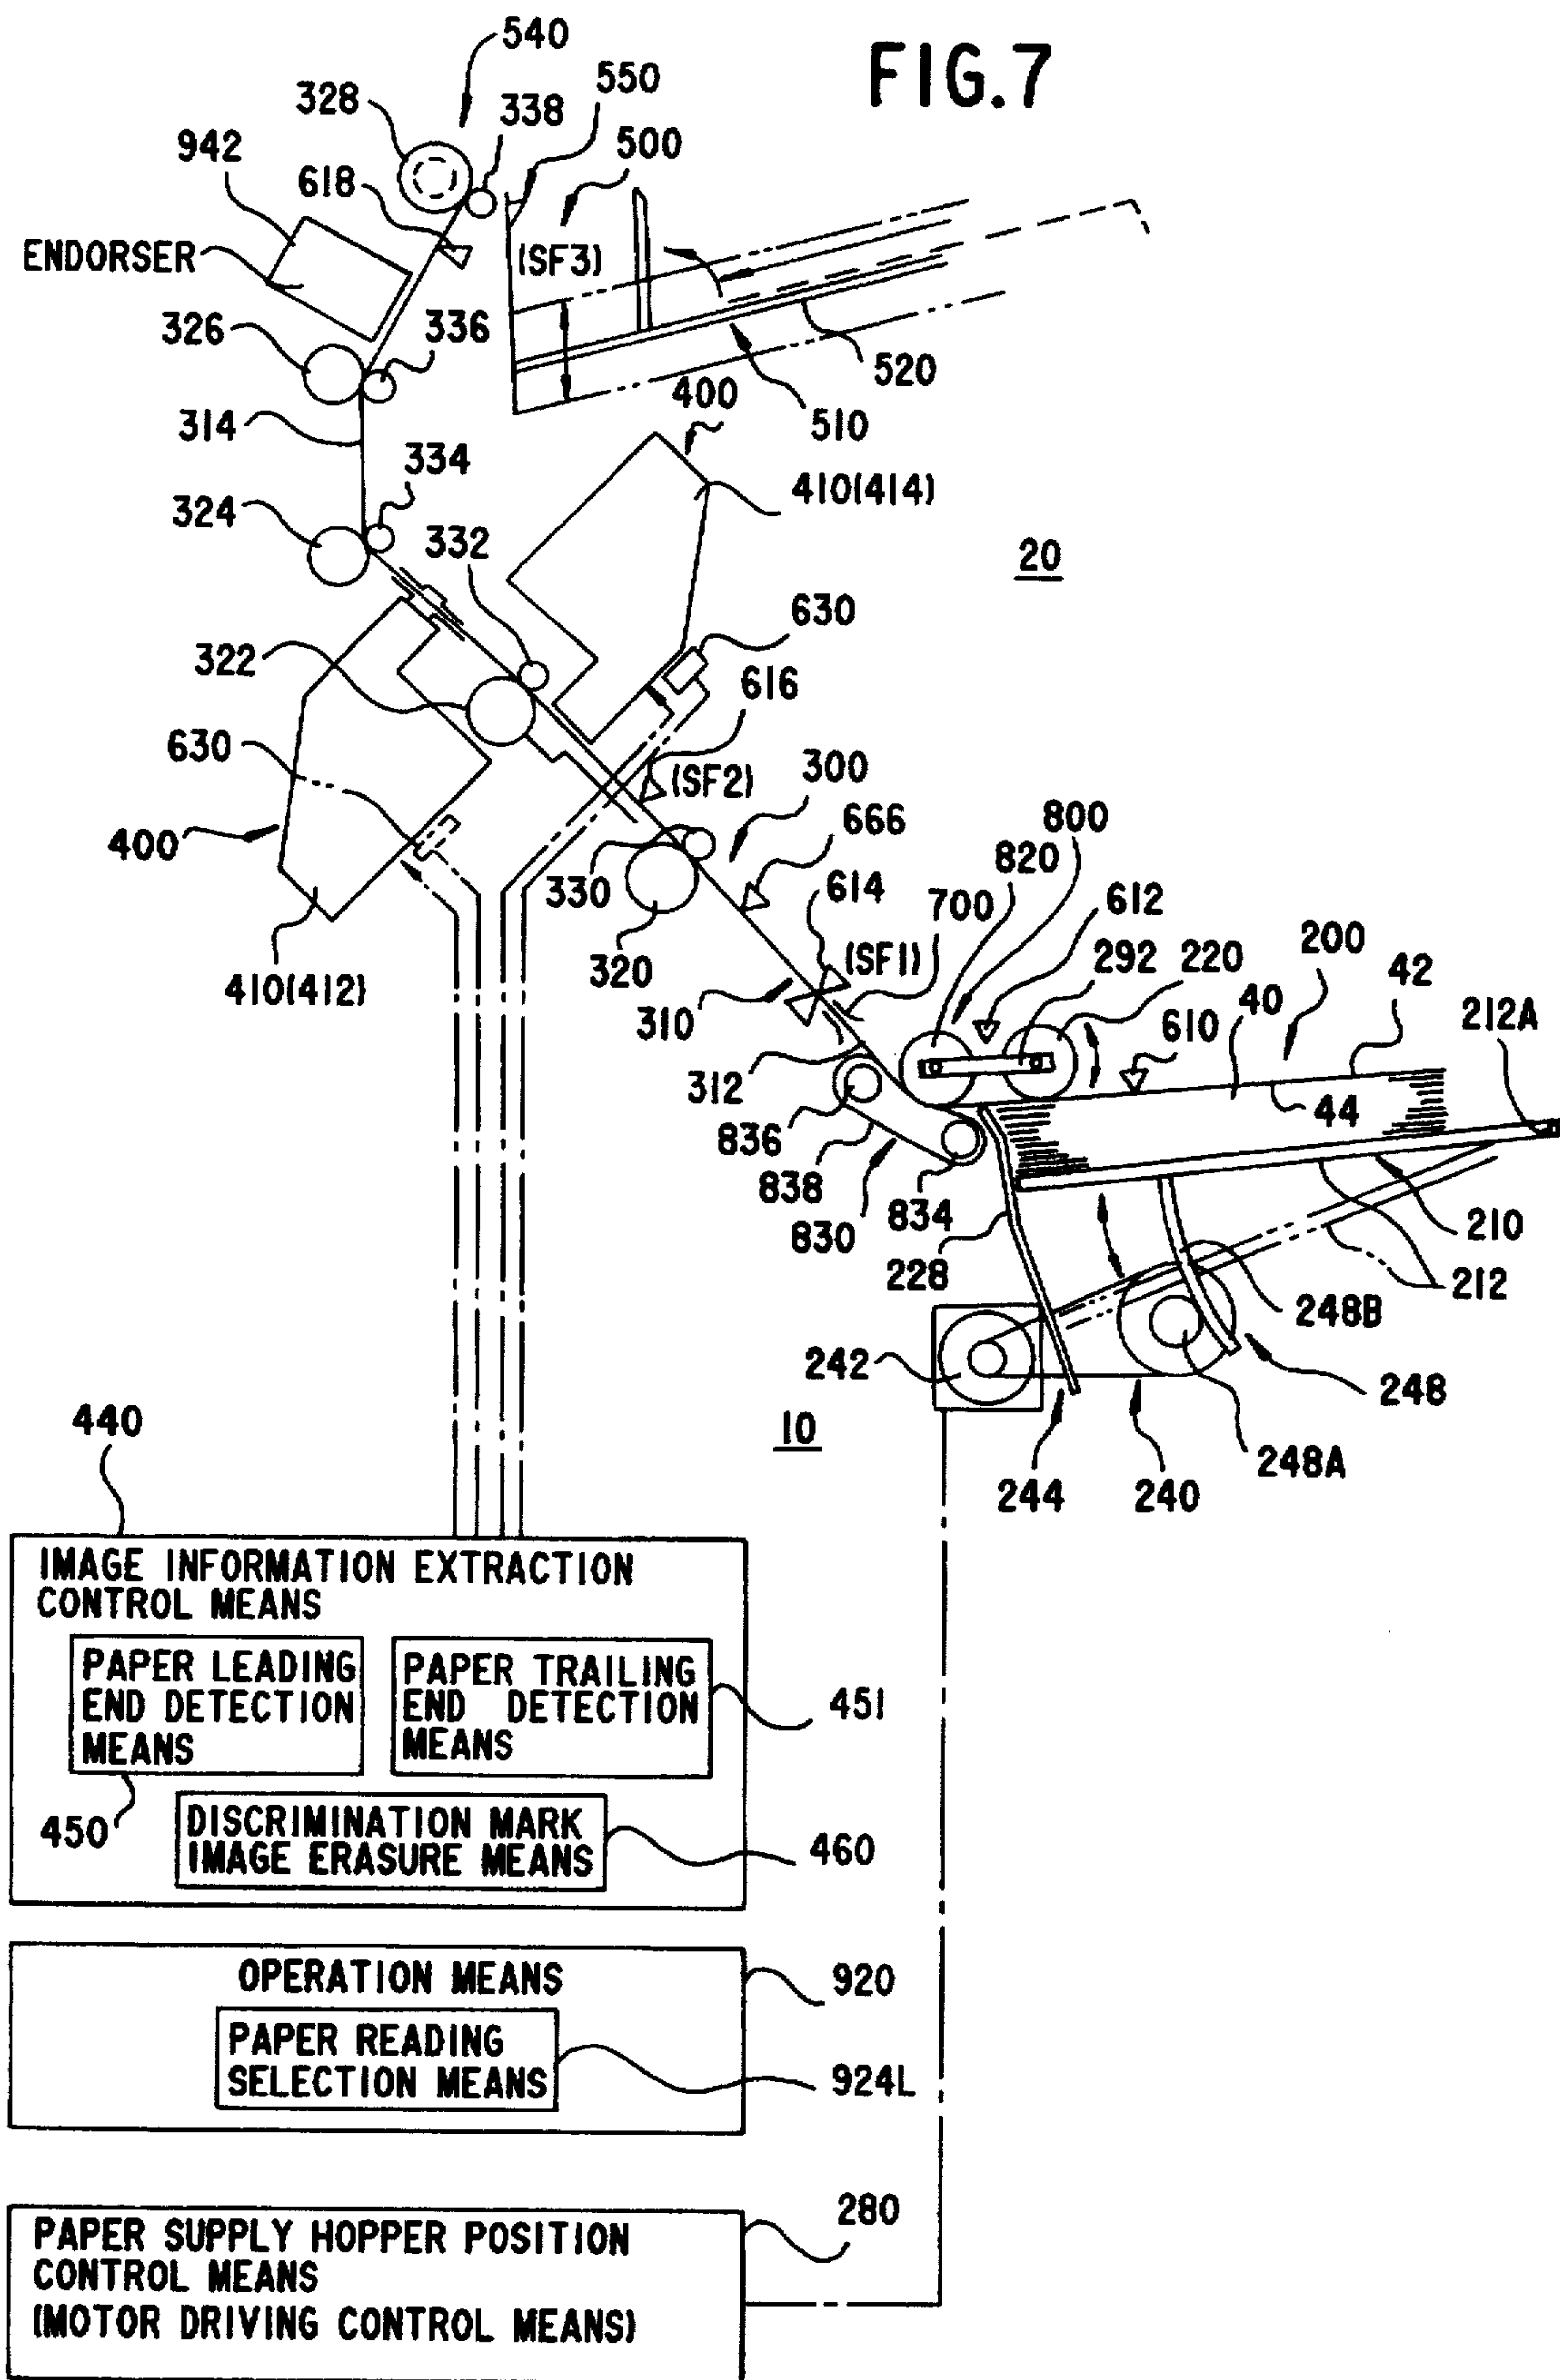 FIG.7
540
328
338
550
500
942
618
(SF3)
ENDORSER
326
336
520
314
400
510
334
410(414)
324
332
20
630
322
616
630
(SF2)
300
666
800
400
820
330
614
700
612
320
(SF1)
292
220
200
410(412)
310
40
42
610
212A
312
44
836
838
834
210
830
228
212
248B
242
248
440
10
248A
244
240
IMAGE INFORMATION EXTRACTION
CONTROL MEANS
PAPER LEADING
END DETECTION
MEANS
PAPER TRAILING
END DETECTION
MEANS
451
450
DISCRIMINATION MARK
IMAGE ERASURE MEANS
460
OPERATION MEANS
920
PAPER READING
SELECTION MEANS
924L
280
PAPER SUPPLY HOPPER POSITION
CONTROL MEANS
(MOTOR DRIVING CONTROL MEANS)